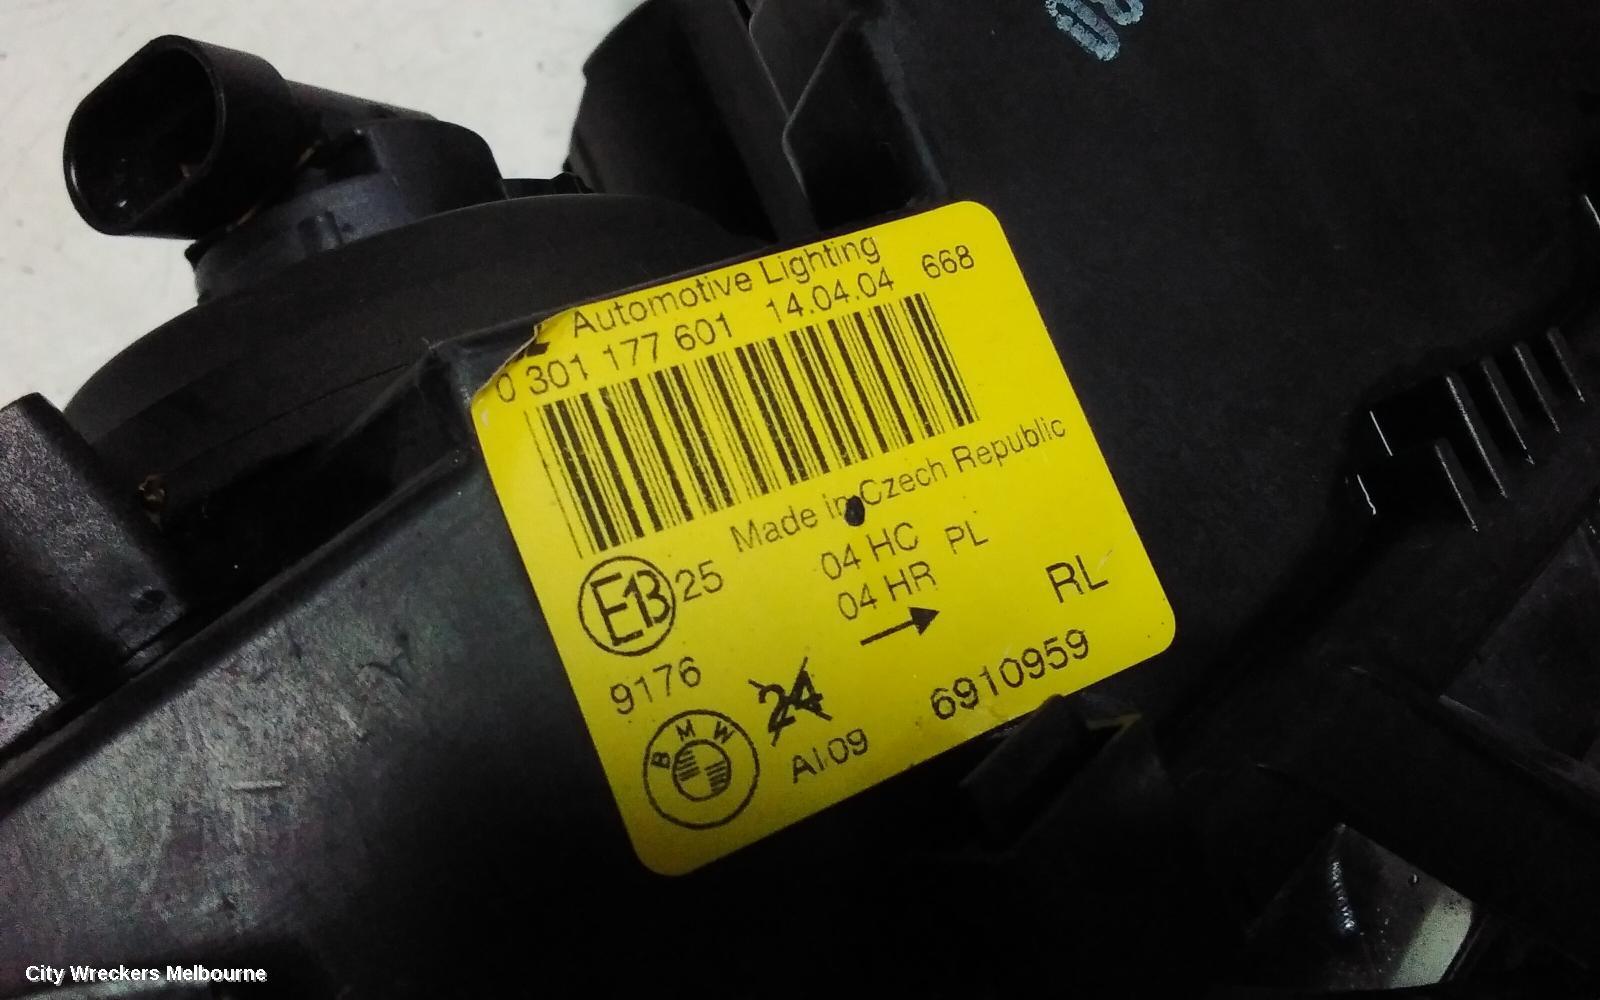 Automotive Lighting
0 301 177 601 14.04.04 668
Made in Czech Republic
E13 25 04 HC PL
04 HR RL
9176 24 6910959
BMW AI 09
City Wreckers Melbourne